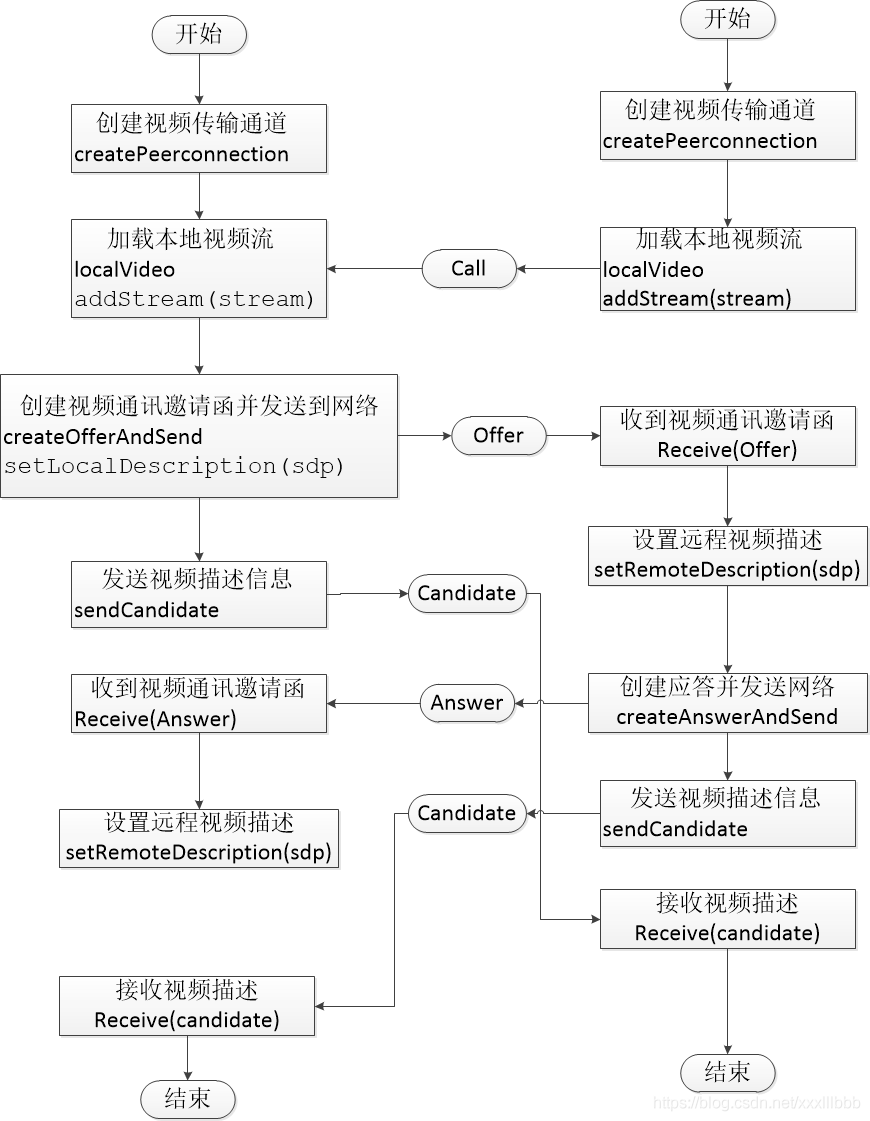 开始
开始
创建视频传输通道
createPeerconnection
创建视频传输通道
createPeerconnection
加载本地视频流
localVideo
addStream(stream)
Call
加载本地视频流
localVideo
addStream(stream)
创建视频通讯邀请函并发送到网络
createOfferAndSend
setLocalDescription(sdp)
Offer
收到视频通讯邀请函
Receive(Offer)
设置远程视频描述
setRemoteDescription(sdp)
发送视频描述信息
sendCandidate
Candidate
收到视频通讯邀请函
Receive(Answer)
Answer
创建应答并发送网络
createAnswerAndSend
设置远程视频描述
setRemoteDescription(sdp)
Candidate
发送视频描述信息
sendCandidate
接收视频描述
Receive(candidate)
接收视频描述
Receive(candidate)
结束
结束
https://blog.csdn.net/xxxlllbbb